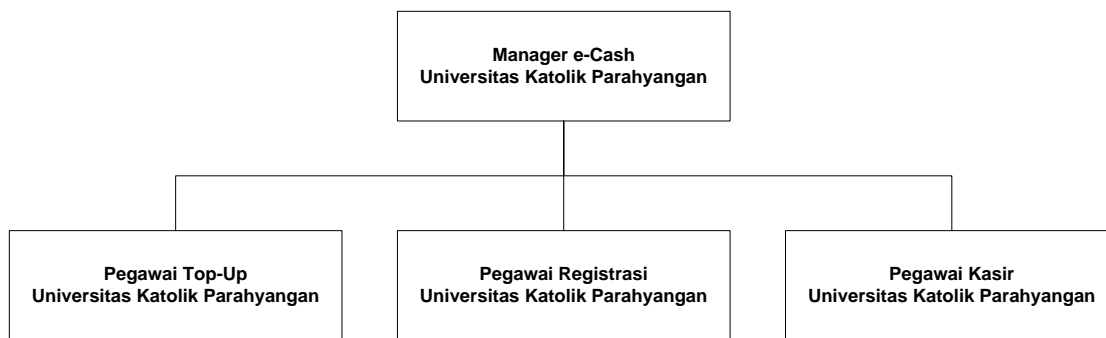 Manager e-Cash
Universitas Katolik Parahyangan
Pegawai Top-Up
Universitas Katolik Parahyangan
Pegawai Registrasi
Universitas Katolik Parahyangan
Pegawai Kasir
Universitas Katolik Parahyangan